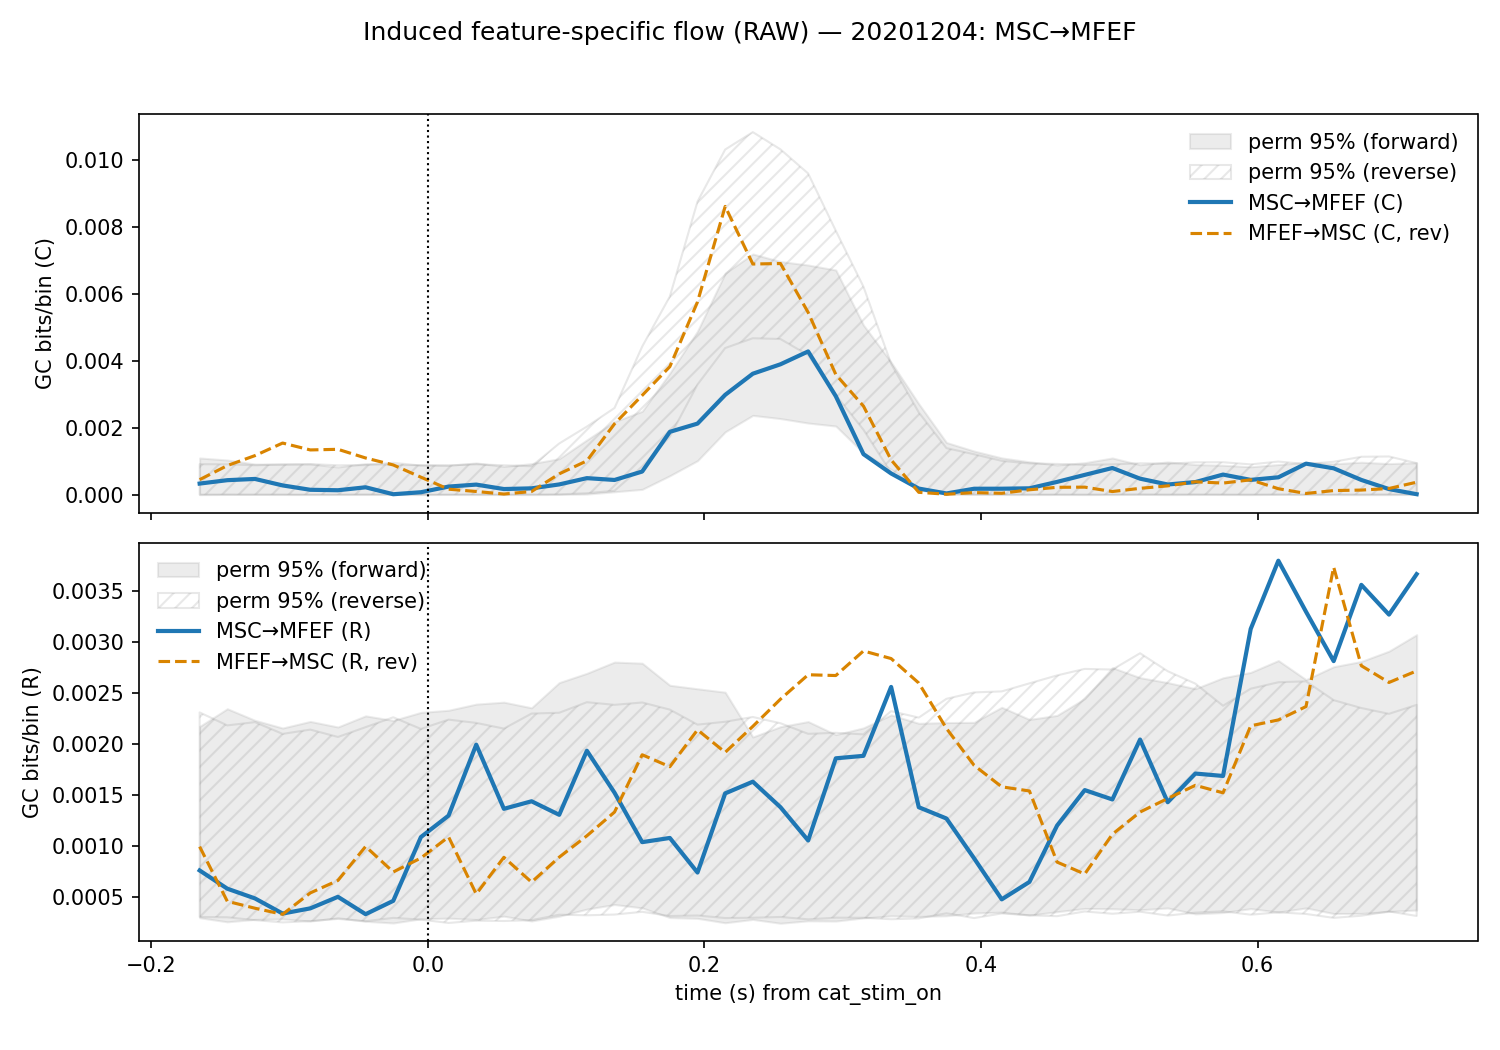 Induced feature-specific flow (RAW) — 20201204: MSC→MFEF
GC bits/bin (C)
0.010
0.008
0.006
0.004
0.002
0.000
perm 95% (forward)
perm 95% (reverse)
MSC→MFEF (C)
MFEF→MSC (C, rev)
GC bits/bin (R)
0.0035
0.0030
0.0025
0.0020
0.0015
0.0010
0.0005
perm 95% (forward)
perm 95% (reverse)
MSC→MFEF (R)
MFEF→MSC (R, rev)
−0.2
0.0
0.2
0.4
0.6
time (s) from cat_stim_on